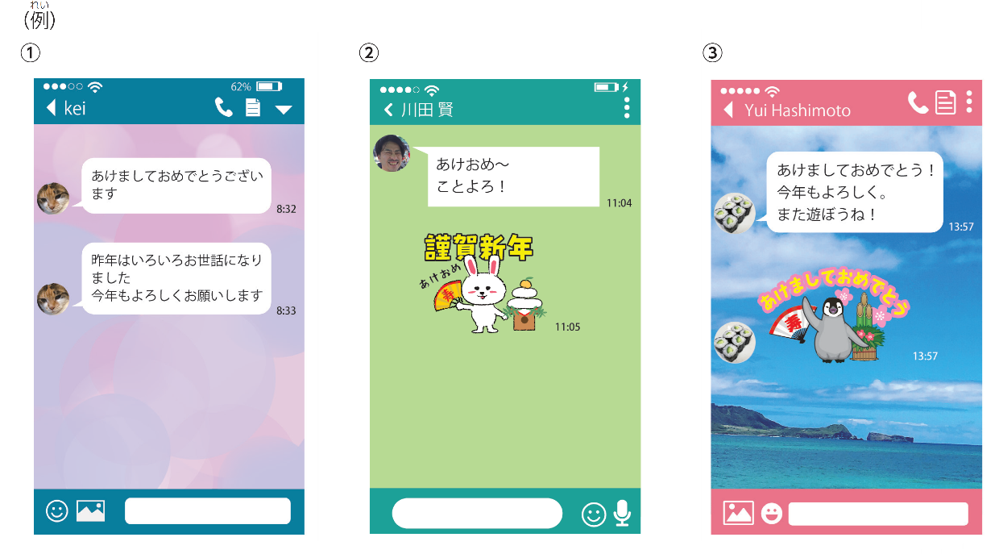 れい
(例)
①
62%
kei
あけましておめでとうござい
ます
8:32
昨年はいろいろお世話になり
ました
今年もよろしくお願いします
8:33
②
川田 賢
あけおめ～
ことよろ！
11:04
謹賀新年
あけおめ
寿
11:05
③
Yui Hashimoto
あけましておめでとう！
今年もよろしく。
また遊ぼうね！
13:57
あけましておめでとう
寿
13:57